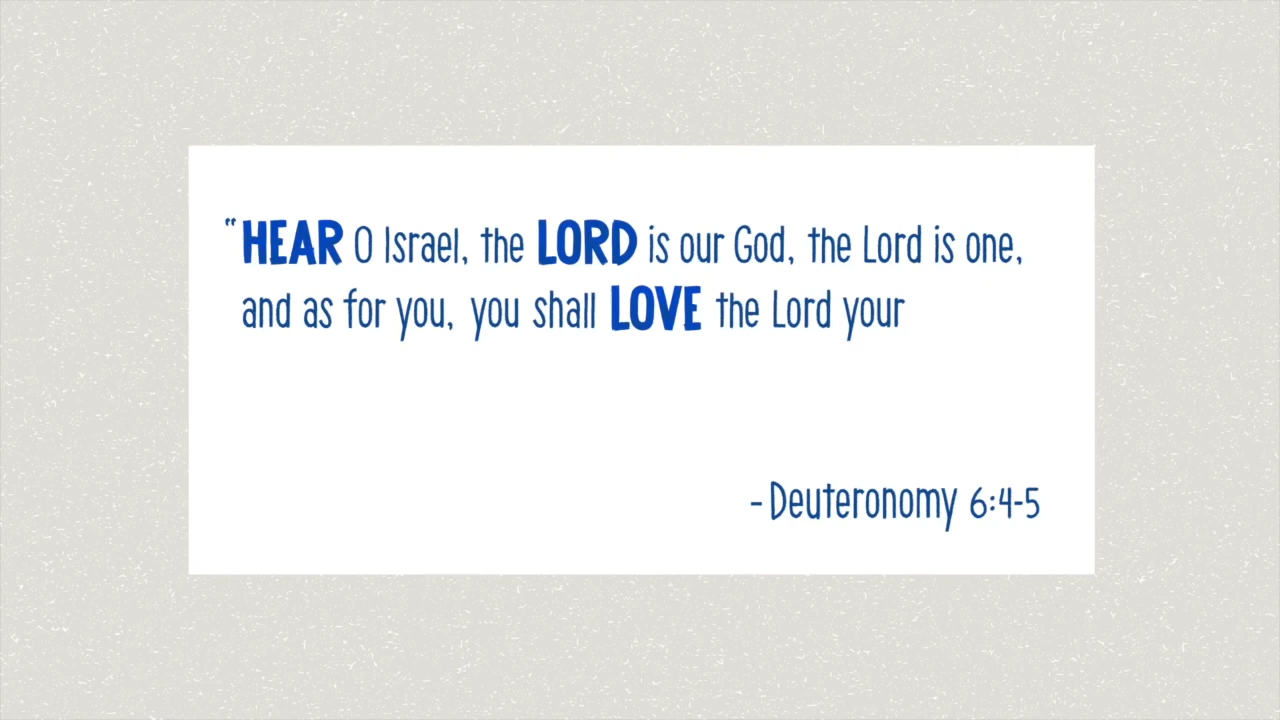 “HEAR O Israel, the LORD is our God, the Lord is one,
and as for you, you shall LOVE the Lord your
-Deuteronomy 6:4-5